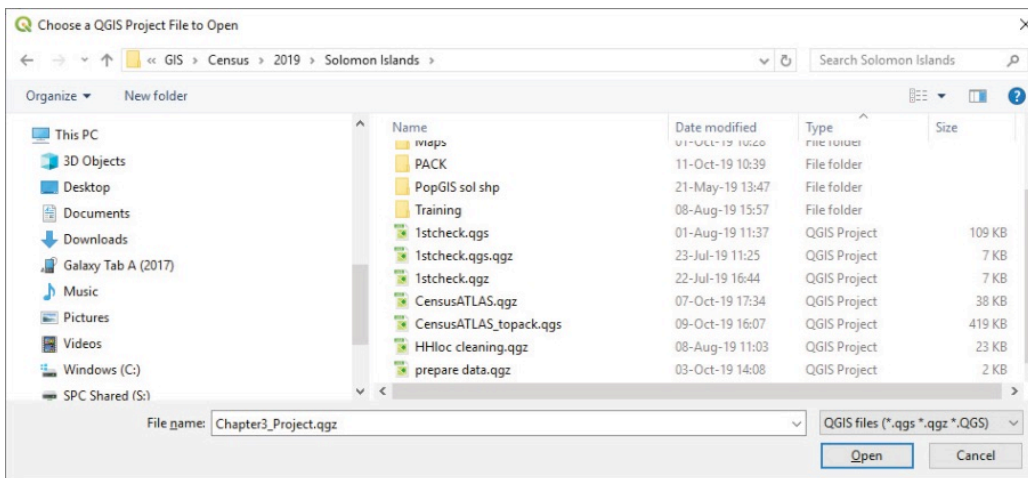 Choose a QGIS Project File to Open
« GIS > Census > 2019 > Solomon Islands >
Search Solomon Islands
Organize
New folder
This PC
3D Objects
Desktop
Documents
Downloads
Galaxy Tab A (2017)
Music
Pictures
Videos
Windows (C:)
SPC Shared (S:)
Name Date modified Type Size
Maps 01-Oct-19 10:28 File folder
PACK 11-Oct-19 10:39 File folder
PopGIS sol shp 21-May-19 13:47 File folder
Training 08-Aug-19 15:57 File folder
1stcheck.qgs 01-Aug-19 11:37 QGIS Project 109 KB
1stcheck.qgs.qgz 23-Jul-19 11:25 QGIS Project 7 KB
1stcheck.qgz 22-Jul-19 16:44 QGIS Project 7 KB
CensusATLAS.qgz 07-Oct-19 17:34 QGIS Project 38 KB
CensusATLAS_topack.qgs 09-Oct-19 16:07 QGIS Project 419 KB
HHloc cleaning.qgz 08-Aug-19 11:03 QGIS Project 23 KB
prepare data.qgz 03-Oct-19 14:08 QGIS Project 2 KB
File name: Chapter3_Project.qgz
QGIS files (*.qgs *.qgz *.QGS)
Open
Cancel